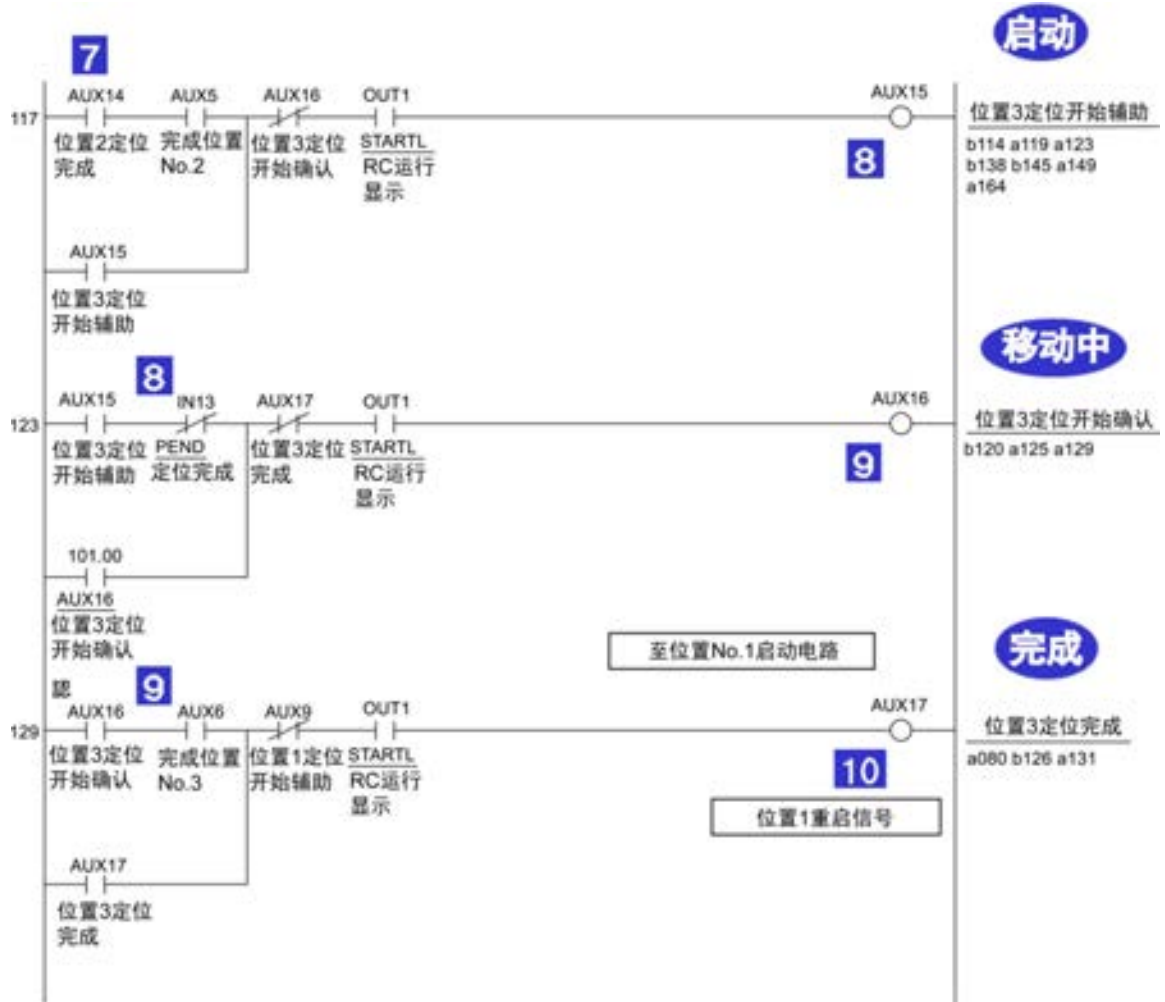 启动
7
AUX14 AUX5 AUX16 OUT1 AUX15
117
位置2定位 完成位置 位置3定位 STARTL
完成 No.2 开始确认 RC运行
显示
8
位置3定位开始辅助
b114 a119 a123
b138 b145 a149
a164
AUX15
位置3定位
开始辅助
移动中
8
AUX15 IN13 AUX17 OUT1 AUX16
123
位置3定位 PEND 位置3定位 STARTL
开始辅助 定位完成 完成 RC运行
显示
9
位置3定位开始确认
b120 a125 a129
101.00
AUX16
位置3定位
开始确认
認
至位置No.1启动电路
完成
9
AUX16 AUX6 AUX9 OUT1 AUX17
129
位置3定位 完成位置 位置1定位 STARTL
开始确认 No.3 开始辅助 RC运行
显示
10
位置3定位完成
a080 b126 a131
位置1重启信号
AUX17
位置3定位
完成